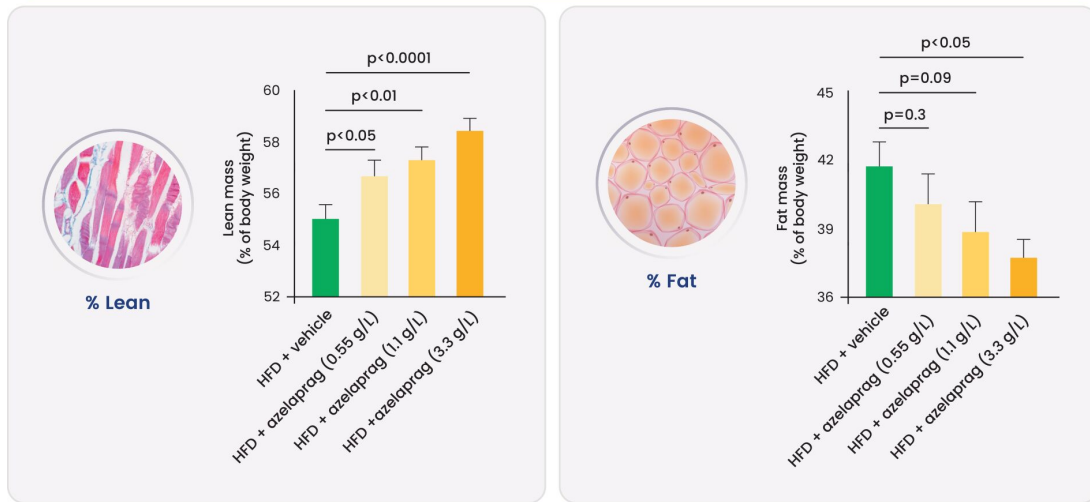 p<0.0001
p<0.01
p<0.05
60
58
56
54
52
Lean mass
(% of body weight)
% Lean
HFD + vehicle
HFD + azelaprag (0.55 g/L)
HFD + azelaprag (1.1 g/L)
HFD +azelaprag (3.3 g/L)
p<0.05
p=0.09
p=0.3
45
42
39
36
Fat mass
(% of body weight)
% Fat
HFD + vehicle
HFD + azelaprag (0.55 g/L)
HFD + azelaprag (1.1 g/L)
HFD + azelaprag (3.3 g/L)